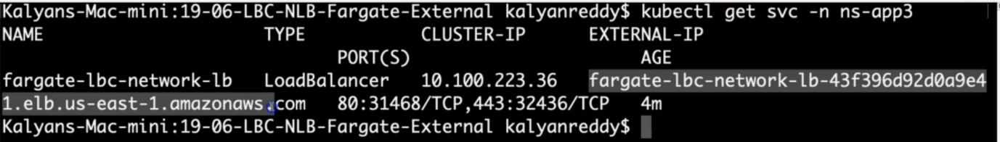 Kalyans-Mac-mini:19-06-LBC-NLB-Fargate-External kalyanreddy$ kubectl get svc -n ns-app3
NAME                    TYPE           CLUSTER-IP      EXTERNAL-IP
                              PORT(S)                    AGE
fargate-lbc-network-lb   LoadBalancer   10.100.223.36   fargate-lbc-network-lb-43f396d92d0a9e4
1.elb.us-east-1.amazonaws.com   80:31468/TCP,443:32436/TCP   4m
Kalyans-Mac-mini:19-06-LBC-NLB-Fargate-External kalyanreddy$